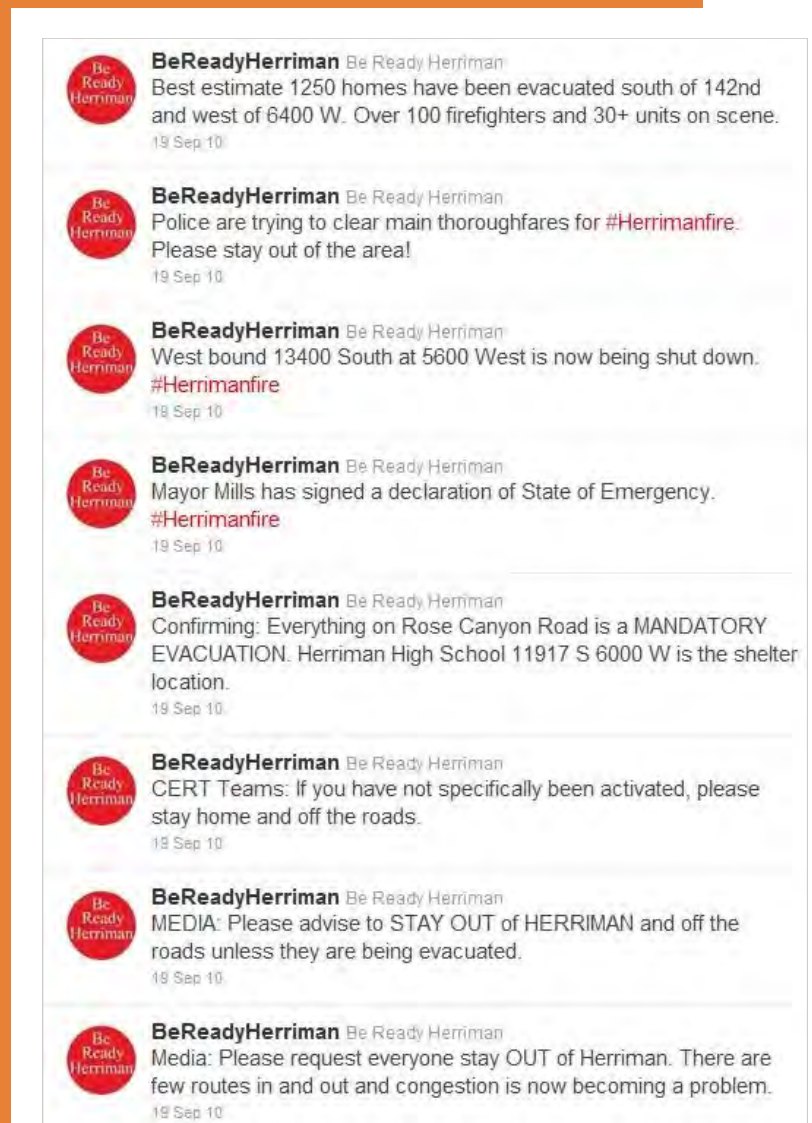 Be
Ready
Herriman
BeReadyHerriman Be Ready Herriman
Best estimate 1250 homes have been evacuated south of 142nd
and west of 6400 W. Over 100 firefighters and 30+ units on scene.
19 Sep 10
Be
Ready
Herriman
BeReadyHerriman Be Ready Herriman
Police are trying to clear main thoroughfares for #Herrimanfire.
Please stay out of the area!
19 Sep 10
Be
Ready
Herriman
BeReadyHerriman Be Ready Herriman
West bound 13400 South at 5600 West is now being shut down.
#Herrimanfire
19 Sep 10
Be
Ready
Herriman
BeReadyHerriman Be Ready Herriman
Mayor Mills has signed a declaration of State of Emergency.
#Herrimanfire
19 Sep 10
Be
Ready
Herriman
BeReadyHerriman Be Ready Herriman
Confirming: Everything on Rose Canyon Road is a MANDATORY
EVACUATION. Herriman High School 11917 S 6000 W is the shelter
location.
19 Sep 10
Be
Ready
Herriman
BeReadyHerriman Be Ready Herriman
CERT Teams: If you have not specifically been activated, please
stay home and off the roads.
19 Sep 10
Be
Ready
Herriman
BeReadyHerriman Be Ready Herriman
MEDIA: Please advise to STAY OUT of HERRIMAN and off the
roads unless they are being evacuated.
19 Sep 10
Be
Ready
Herriman
BeReadyHerriman Be Ready Herriman
Media: Please request everyone stay OUT of Herriman. There are
few routes in and out and congestion is now becoming a problem.
19 Sep 10